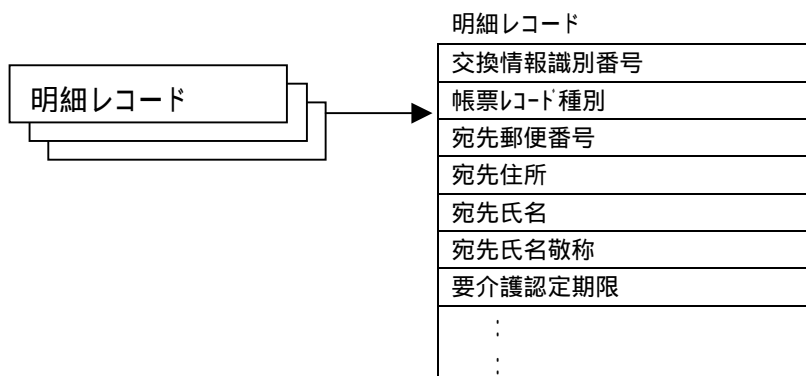 明細レコード
明細レコード
交換情報識別番号
帳票ﾚｺｰﾄﾞ種別
宛先郵便番号
宛先住所
宛先氏名
宛先氏名敬称
要介護認定期限
:
: